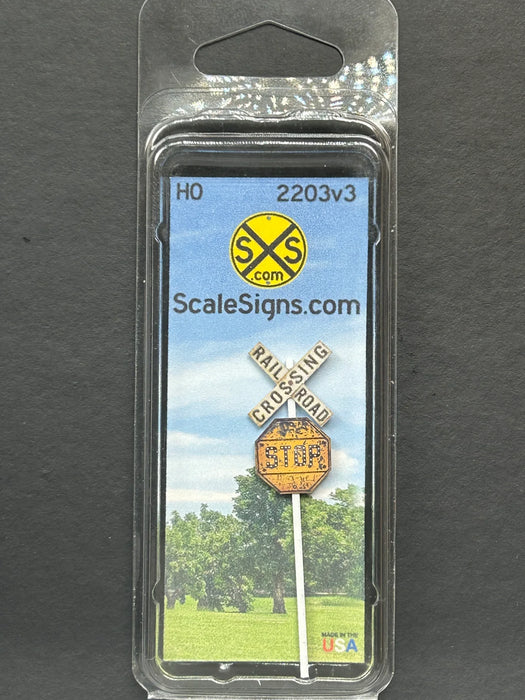 HO 2203v3
SXS
.com
ScaleSigns.com
RAIL CROSSING ROAD
STOP
MADE IN THE
USA